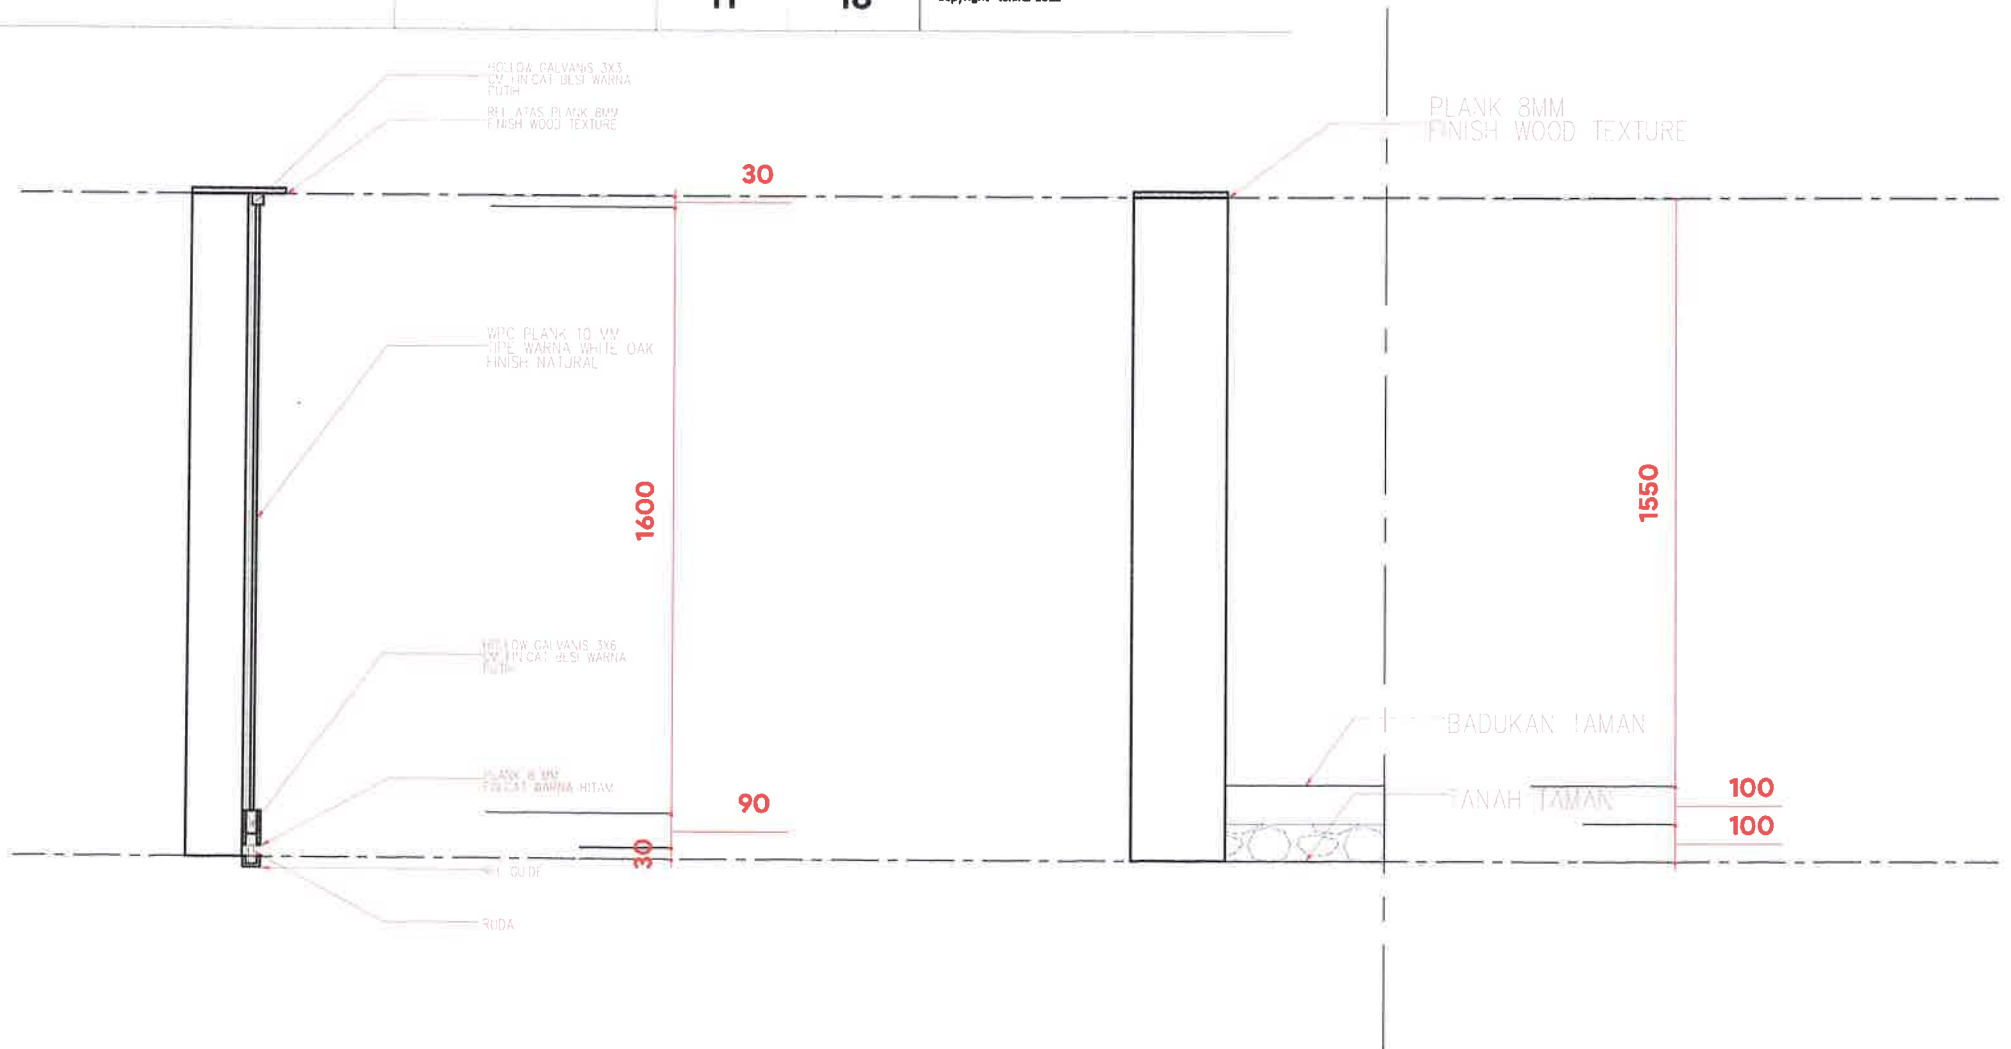 11 18
HOLLOW GALVANIS 3X3
CM FIN CAT BESI WARNA
PUTIH
REL ATAS PLANK 8MM
FINISH WOOD TEXTURE
PLANK 8MM
FINISH WOOD TEXTURE
30
WPC PLANK 10 MM
TIPE WARNA WHITE OAK
FINISH NATURAL
1600
1550
HOLLOW GALVANIS 3X6
CM FIN CAT BESI WARNA
PUTIH
BADUKAN TAMAN
PLANK 8 MM
FIN CAT WARNA HITAM
90
100
TANAH TAMAN
100
30
GUIDE
RODA